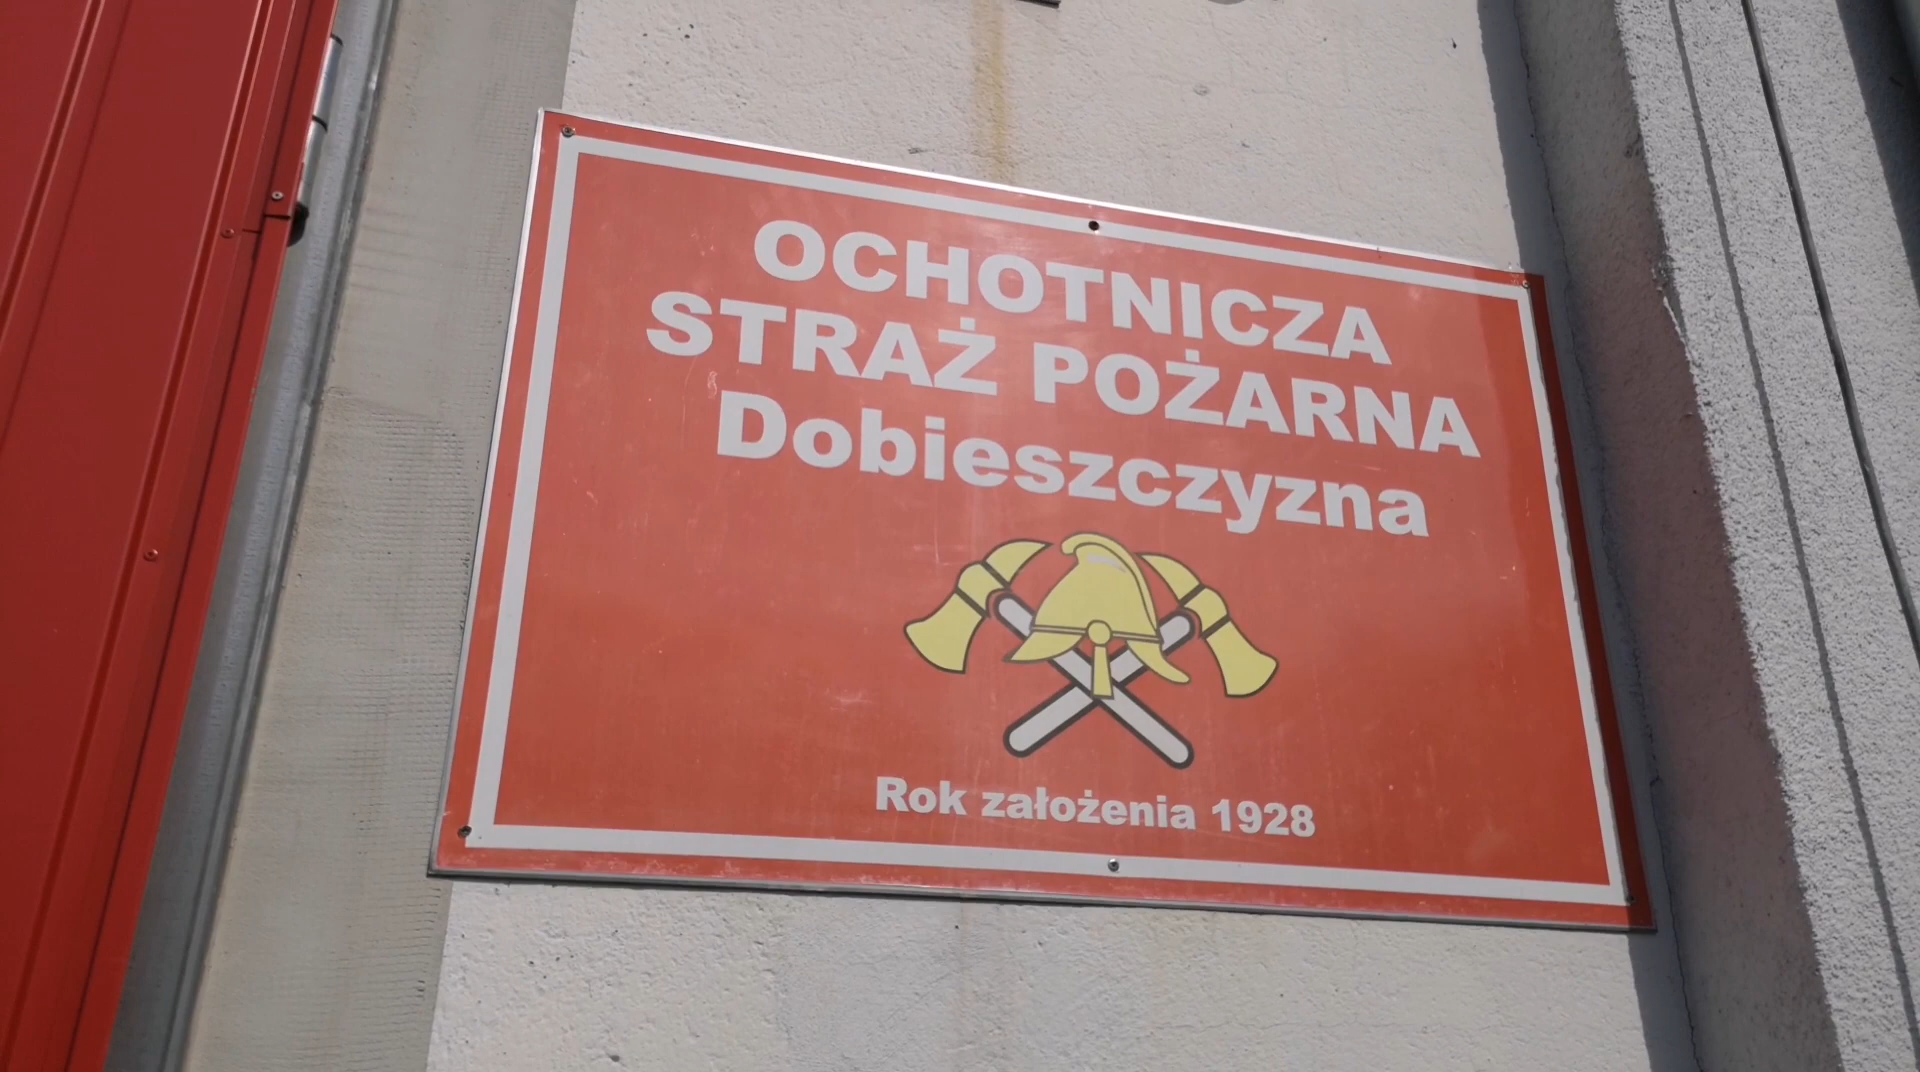 OCHOTNICZA
STRAŻ POŻARNA
Dobieszczyzna
Rok założenia 1928